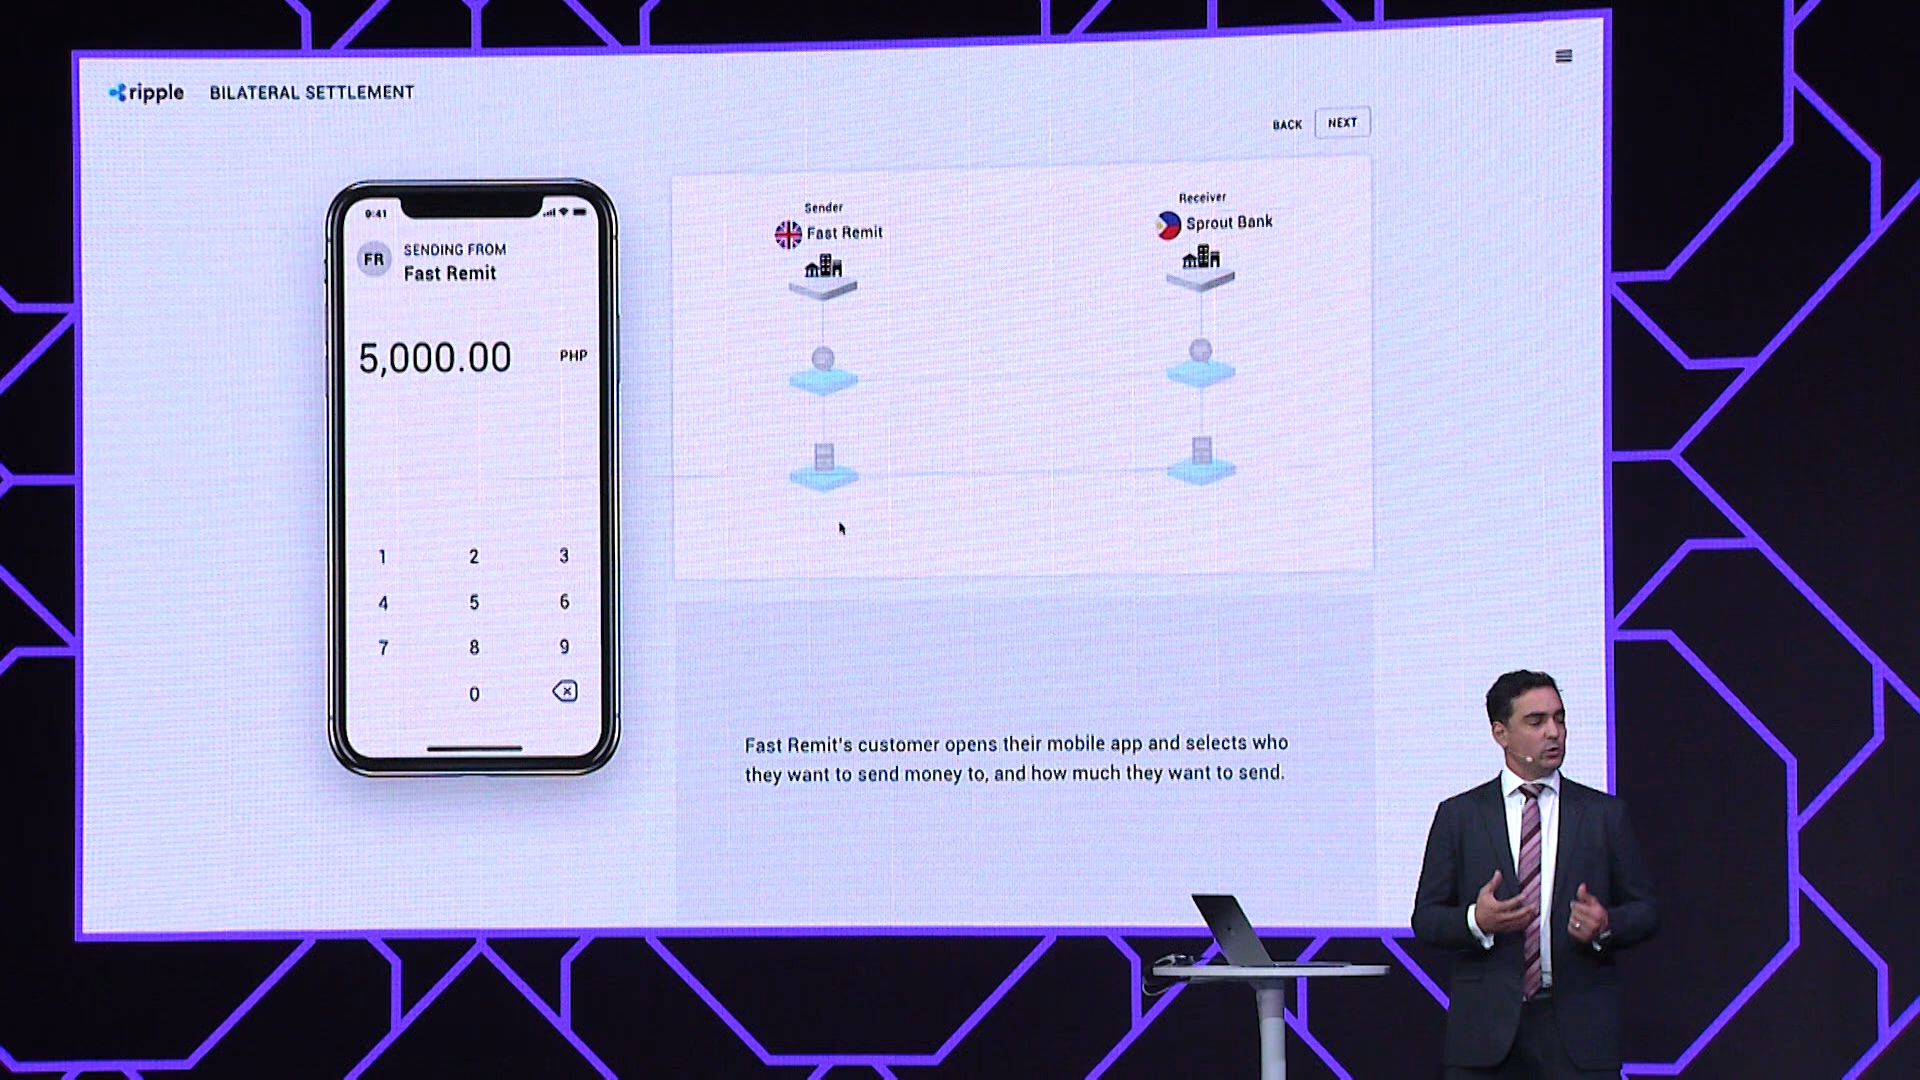 ripple BILATERAL SETTLEMENT
BACK NEXT
9:41
FR
SENDING FROM
Fast Remit
5,000.00 PHP
1 2 3
4 5 6
7 8 9
0
Sender
Fast Remit
Receiver
Sprout Bank
Fast Remit's customer opens their mobile app and selects who
they want to send money to, and how much they want to send.